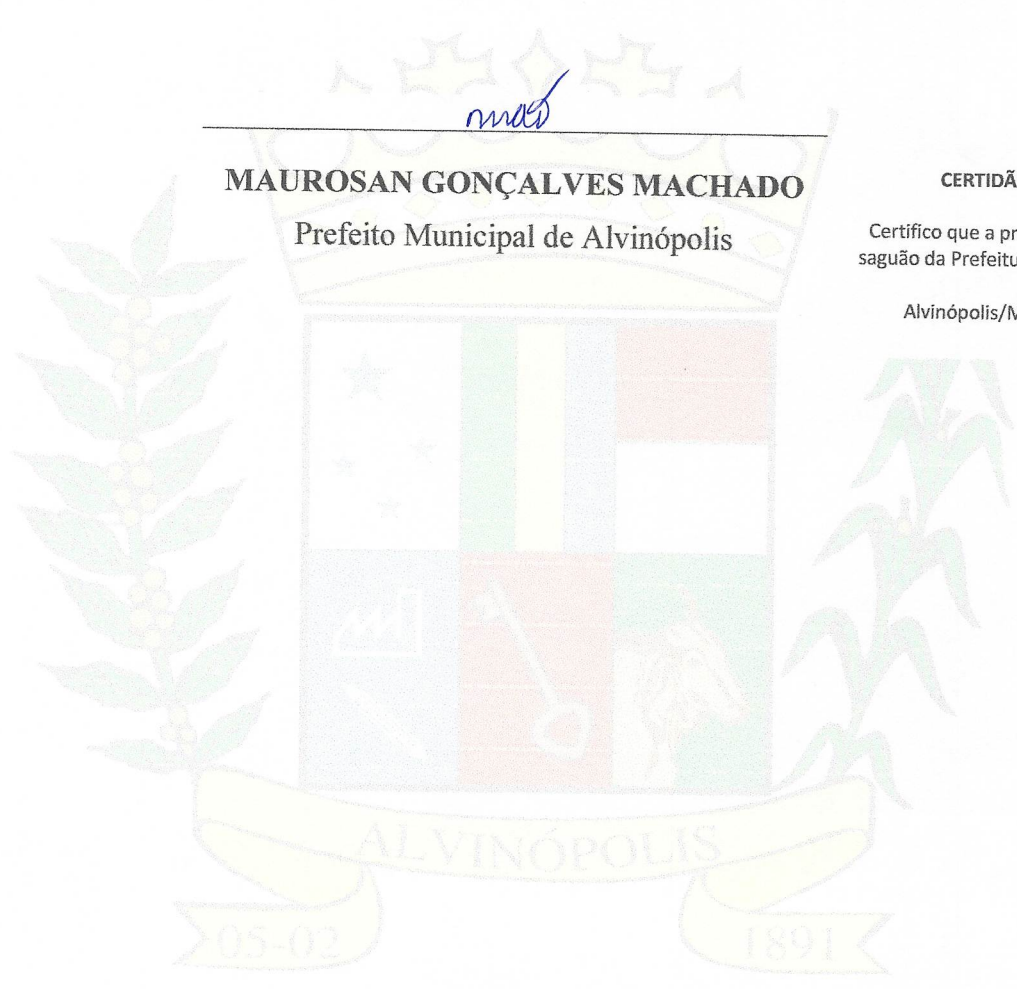 MAUROSAN GONÇALVES MACHADO
Prefeito Municipal de Alvinópolis
CERTIDÃ
Certifico que a pr
saguão da Prefeitu
Alvinópolis/M
ALVINÓPOLIS
05-02
1891